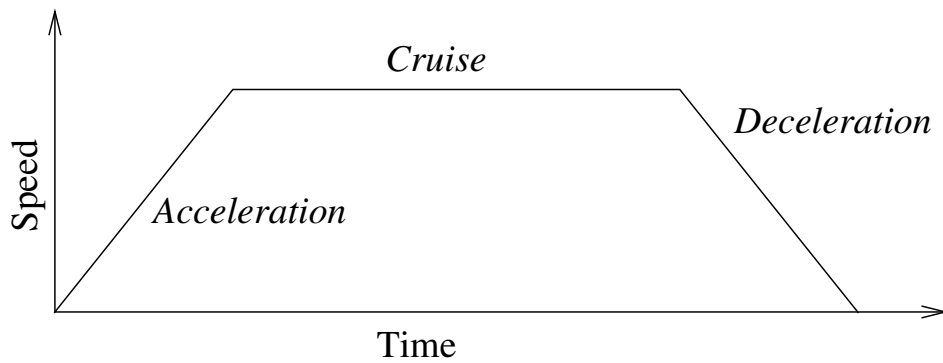 Cruise
Deceleration
Speed
Acceleration
Time